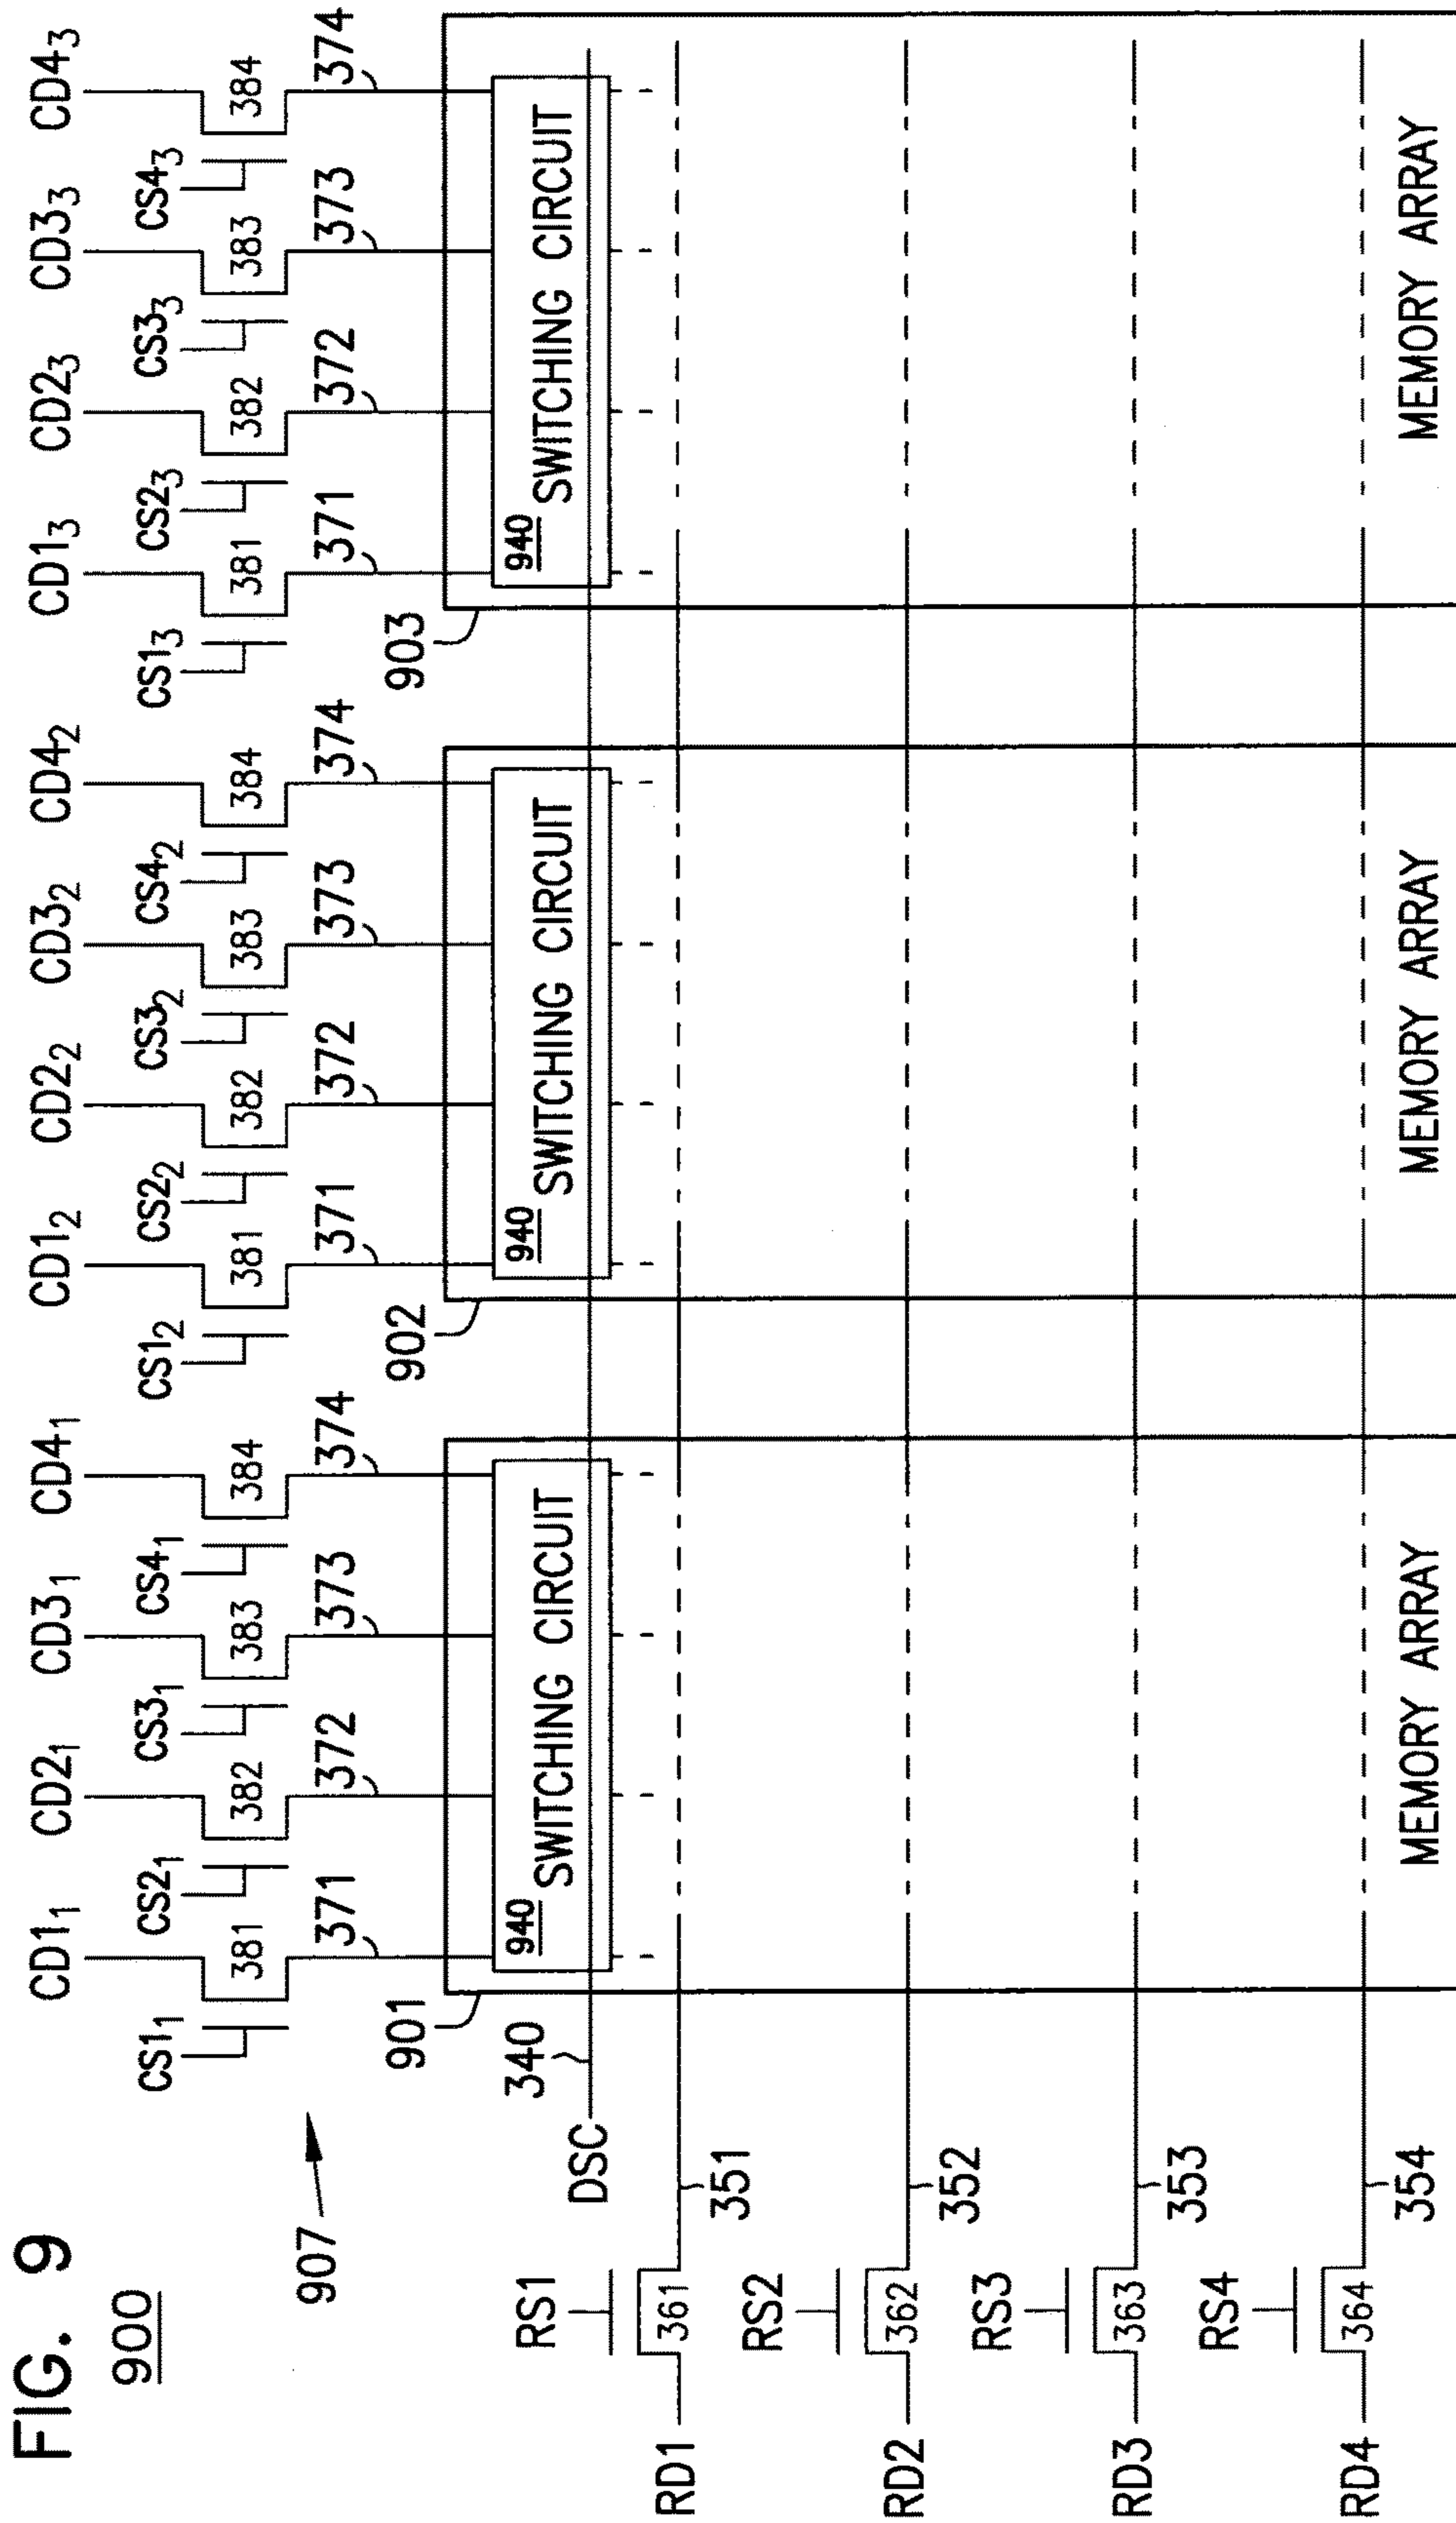 FIG. 9
900
907
CD1₁ CD2₁ CD3₁ CD4₁ CD1₂ CD2₂ CD3₂ CD4₂ CD1₃ CD2₃ CD3₃ CD4₃
CS1₁ CS2₁ CS3₁ CS4₁ CS1₂ CS2₂ CS3₂ CS4₂ CS1₃ CS2₃ CS3₃ CS4₃
381 382 383 384 381 382 383 384 381 382 383 384
371 372 373 374 371 372 373 374 371 372 373 374
901 902 903
340
940 940 940
SWITCHING CIRCUIT SWITCHING CIRCUIT SWITCHING CIRCUIT
DSC
RS1
361
RD1
351
RS2
362
RD2
352
RS3
363
RD3
353
RS4
364
RD4
354
MEMORY ARRAY MEMORY ARRAY MEMORY ARRAY